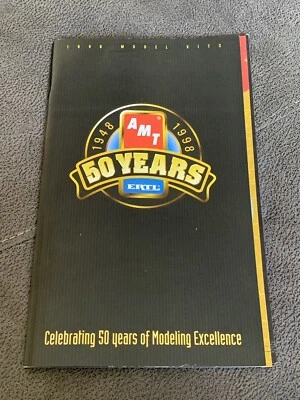 1998 MODEL KITS
1948
AMT
1998
50 YEARS
ERTL
Celebrating 50 years of Modeling Excellence